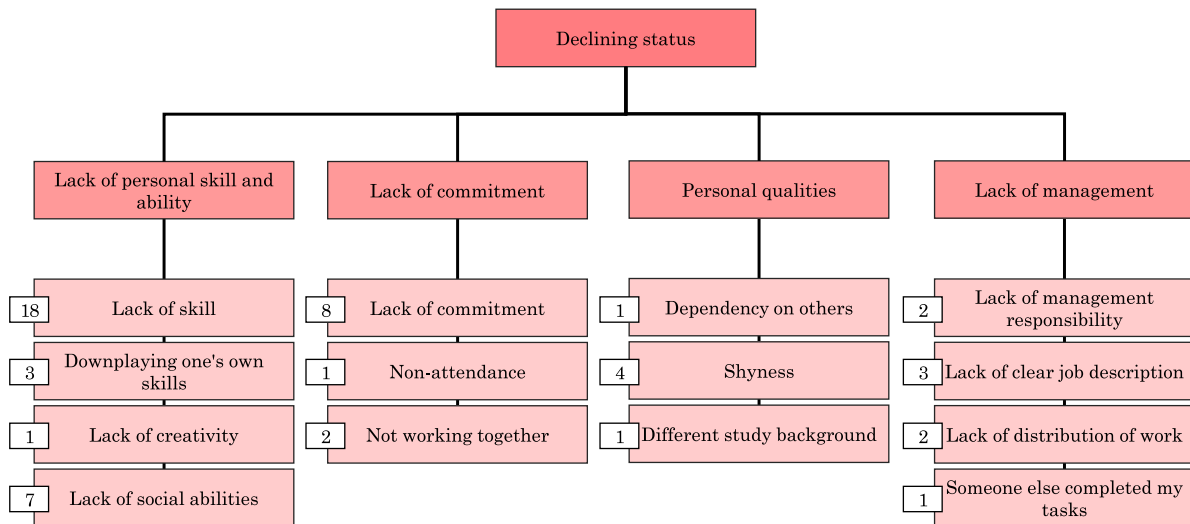 Declining status
Lack of personal skill and
ability
Lack of commitment
Personal qualities
Lack of management
18
Lack of skill
3
Downplaying one's own
skills
1
Lack of creativity
7
Lack of social abilities
8
Lack of commitment
1
Non-attendance
2
Not working together
1
Dependency on others
4
Shyness
1
Different study background
2
Lack of management
responsibility
3
Lack of clear job description
2
Lack of distribution of work
1
Someone else completed my
tasks